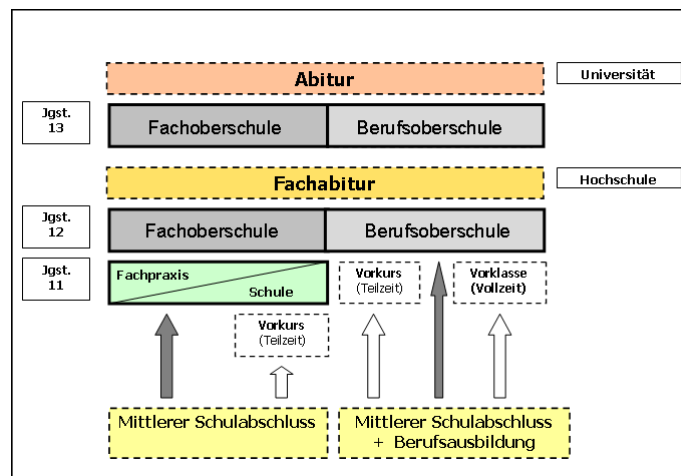 Abitur
Universität
Jgst.
13
Fachoberschule
Berufsoberschule
Fachabitur
Hochschule
Jgst.
12
Fachoberschule
Berufsoberschule
Jgst.
11
Fachpraxis
Schule
Vorkurs
(Teilzeit)
Vorklasse
(Vollzeit)
Vorkurs
(Teilzeit)
Mittlerer Schulabschluss
Mittlerer Schulabschluss
+ Berufsausbildung